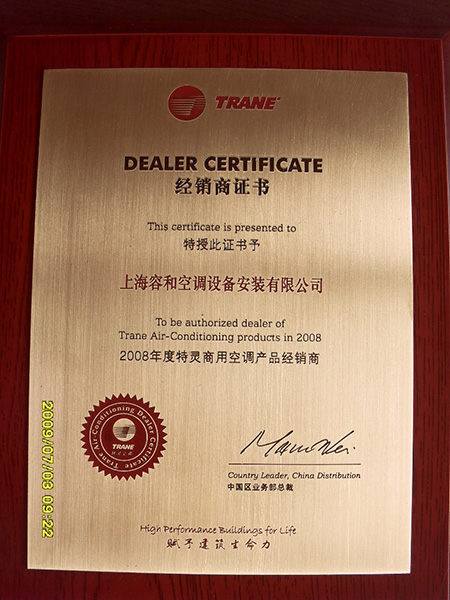 TRANE
DEALER CERTIFICATE
经销商证书
This certificate is presented to
特授此证书予
上海容和空调设备安装有限公司
To be authorized dealer of
Trane Air-Conditioning products in 2008
2008年度特灵商用空调产品经销商
Trane Air Conditioning Dealer Certificate
TRANE
Country Leader, China Distribution
中国区业务部总裁
High Performance Buildings for Life
赋予建筑生命力
2009/07/03 09:22